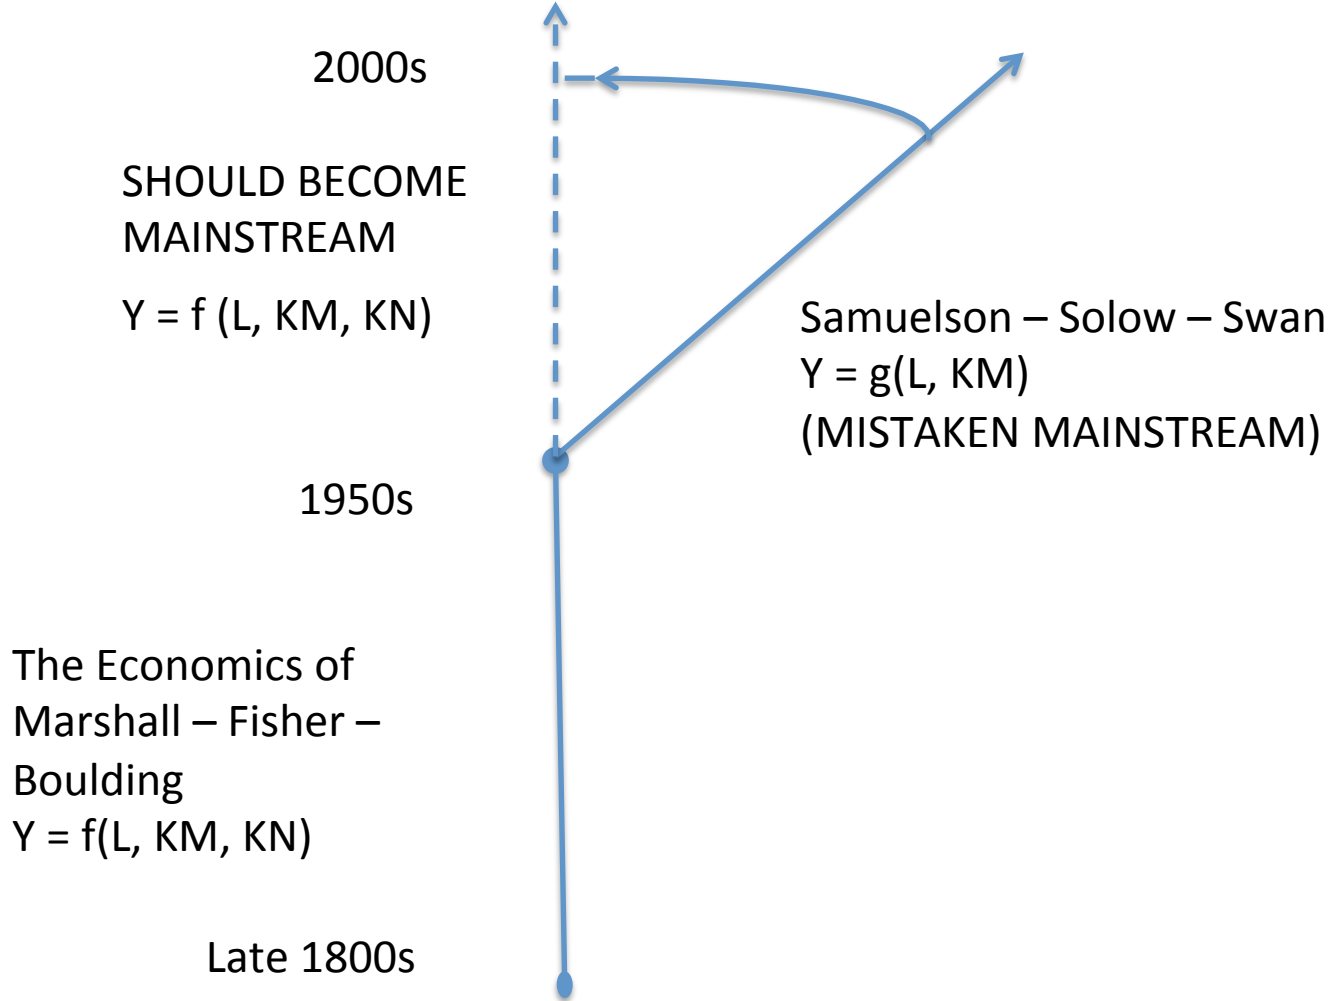 2000s
SHOULD BECOME
MAINSTREAM
Y = f (L, KM, KN)
Samuelson – Solow – Swan
Y = g(L, KM)
(MISTAKEN MAINSTREAM)
1950s
The Economics of
Marshall – Fisher –
Boulding
Y = f(L, KM, KN)
Late 1800s